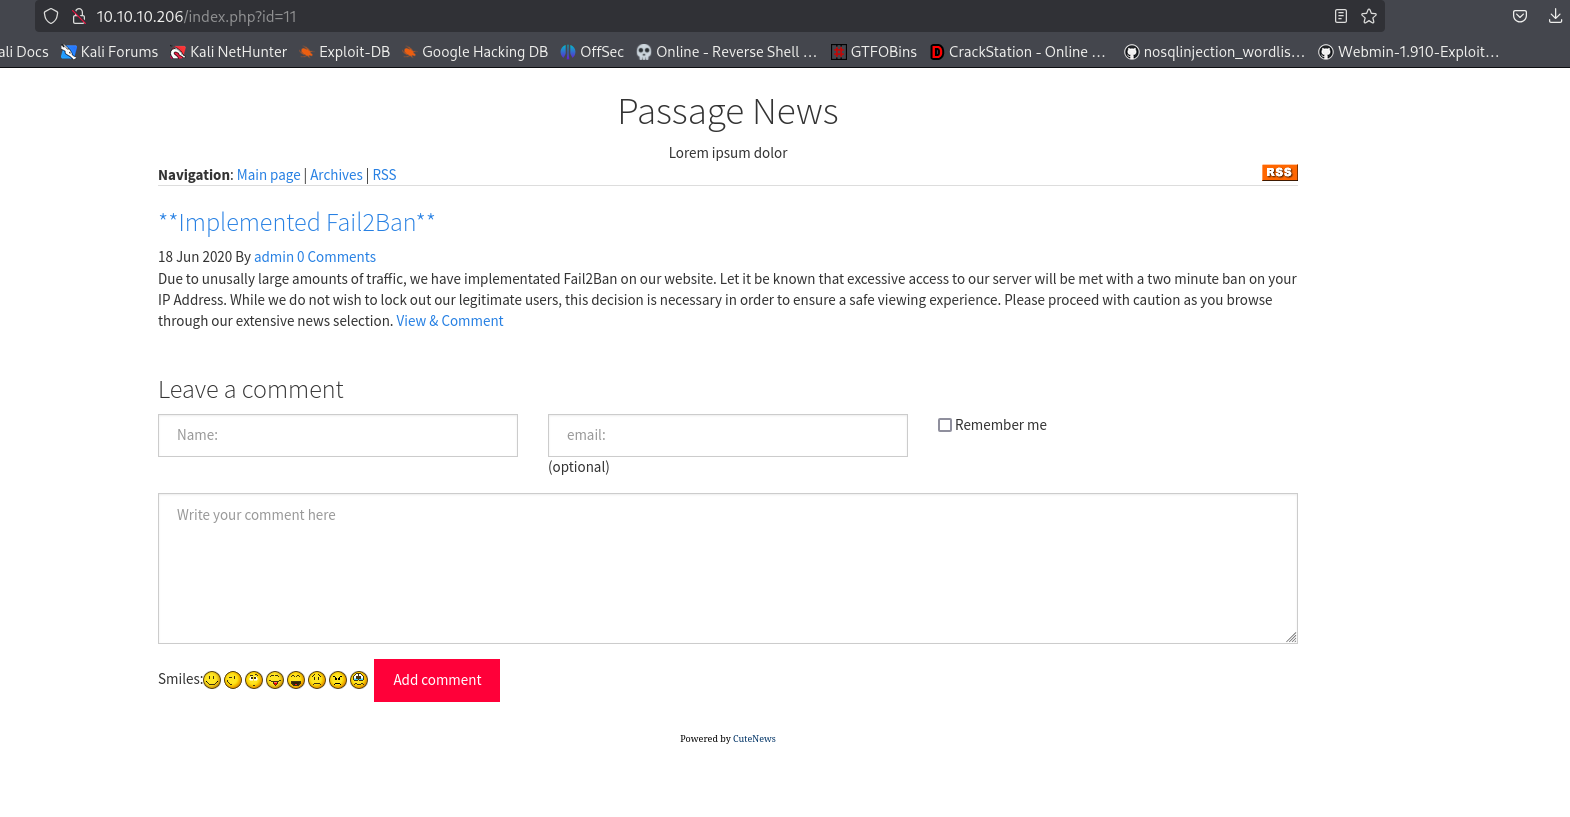 10.10.10.206/index.php?id=11
ali Docs Kali Forums Kali NetHunter Exploit-DB Google Hacking DB OffSec Online - Reverse Shell ... GTFOBins CrackStation - Online ... nosqlinjection_wordlis... Webmin-1.910-Exploit...
Passage News
Lorem ipsum dolor
Navigation: Main page | Archives | RSS
RSS
**Implemented Fail2Ban**
18 Jun 2020 By admin 0 Comments
Due to unusally large amounts of traffic, we have implementated Fail2Ban on our website. Let it be known that excessive access to our server will be met with a two minute ban on your
IP Address. While we do not wish to lock out our legitimate users, this decision is necessary in order to ensure a safe viewing experience. Please proceed with caution as you browse
through our extensive news selection. View & Comment
Leave a comment
Name: email: Remember me
(optional)
Write your comment here
Smiles: Add comment
Powered by CuteNews